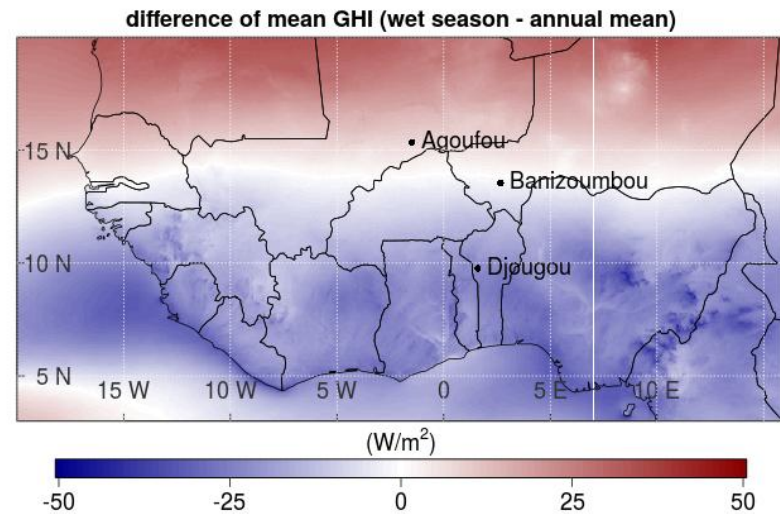 difference of mean GHI (wet season - annual mean)
15 N
Agoufou
Banizoumbou
10 N
Djougou
5 N
15 W 10 W 5 W 0 5 E 10 E
(W/m²)
-50 -25 0 25 50